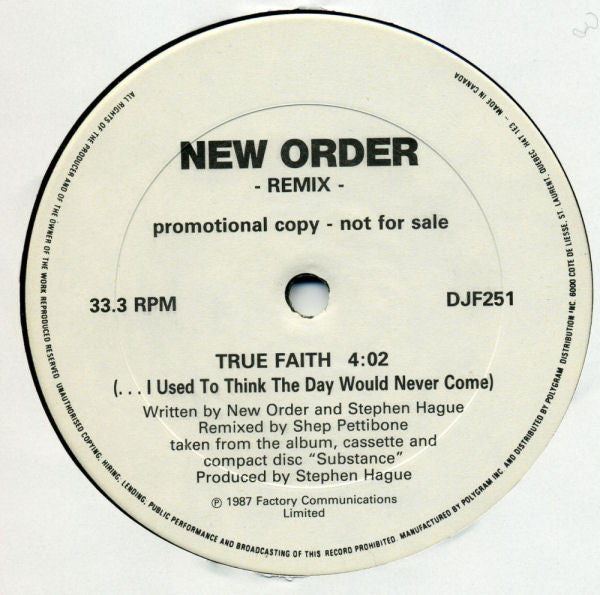 NEW ORDER
- REMIX -
promotional copy - not for sale
33.3 RPM
DJF251
TRUE FAITH 4:02
(. . . I Used To Think The Day Would Never Come)
Written by New Order and Stephen Hague
Remixed by Shep Pettibone
taken from the album, cassette and
compact disc "Substance"
Produced by Stephen Hague
℗ 1987 Factory Communications
Limited
ALL RIGHTS OF THE PRODUCER AND OF THE OWNER OF THE WORK REPRODUCED RESERVED. UNAUTHORISED COPYING, HIRING, LENDING, PUBLIC PERFORMANCE AND BROADCASTING OF THIS RECORD PROHIBITED. MANUFACTURED BY POLYGRAM INC. AND DISTRIBUTED BY POLYGRAM DISTRIBUTION INC. 6000 COTE DE LIESSE, ST. LAURENT, QUEBEC, H4T 1E3 - MADE IN CANADA